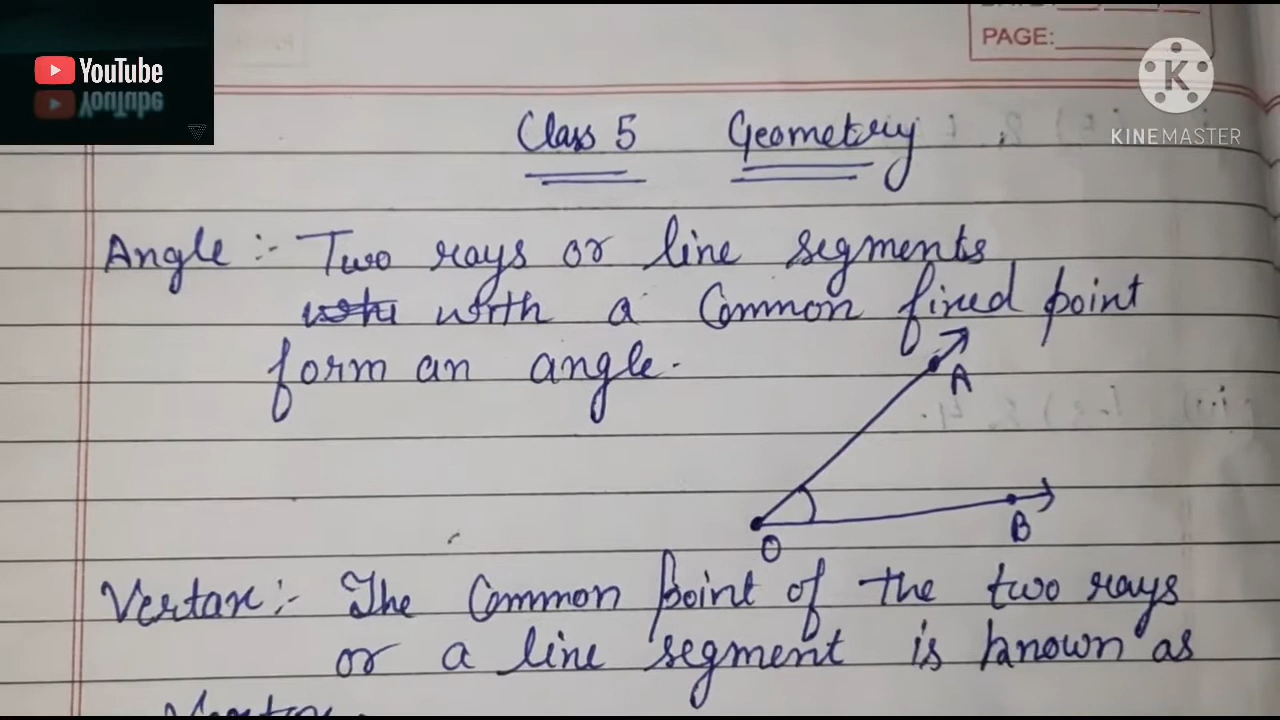 PAGE:
YouTube
KINEMASTER
Class 5 Geometry
Angle :- Two rays or line segments
with a Common fixed point
form an angle.
A
B
O
Vertax :- The Common point of the two rays
or a line segment is known as